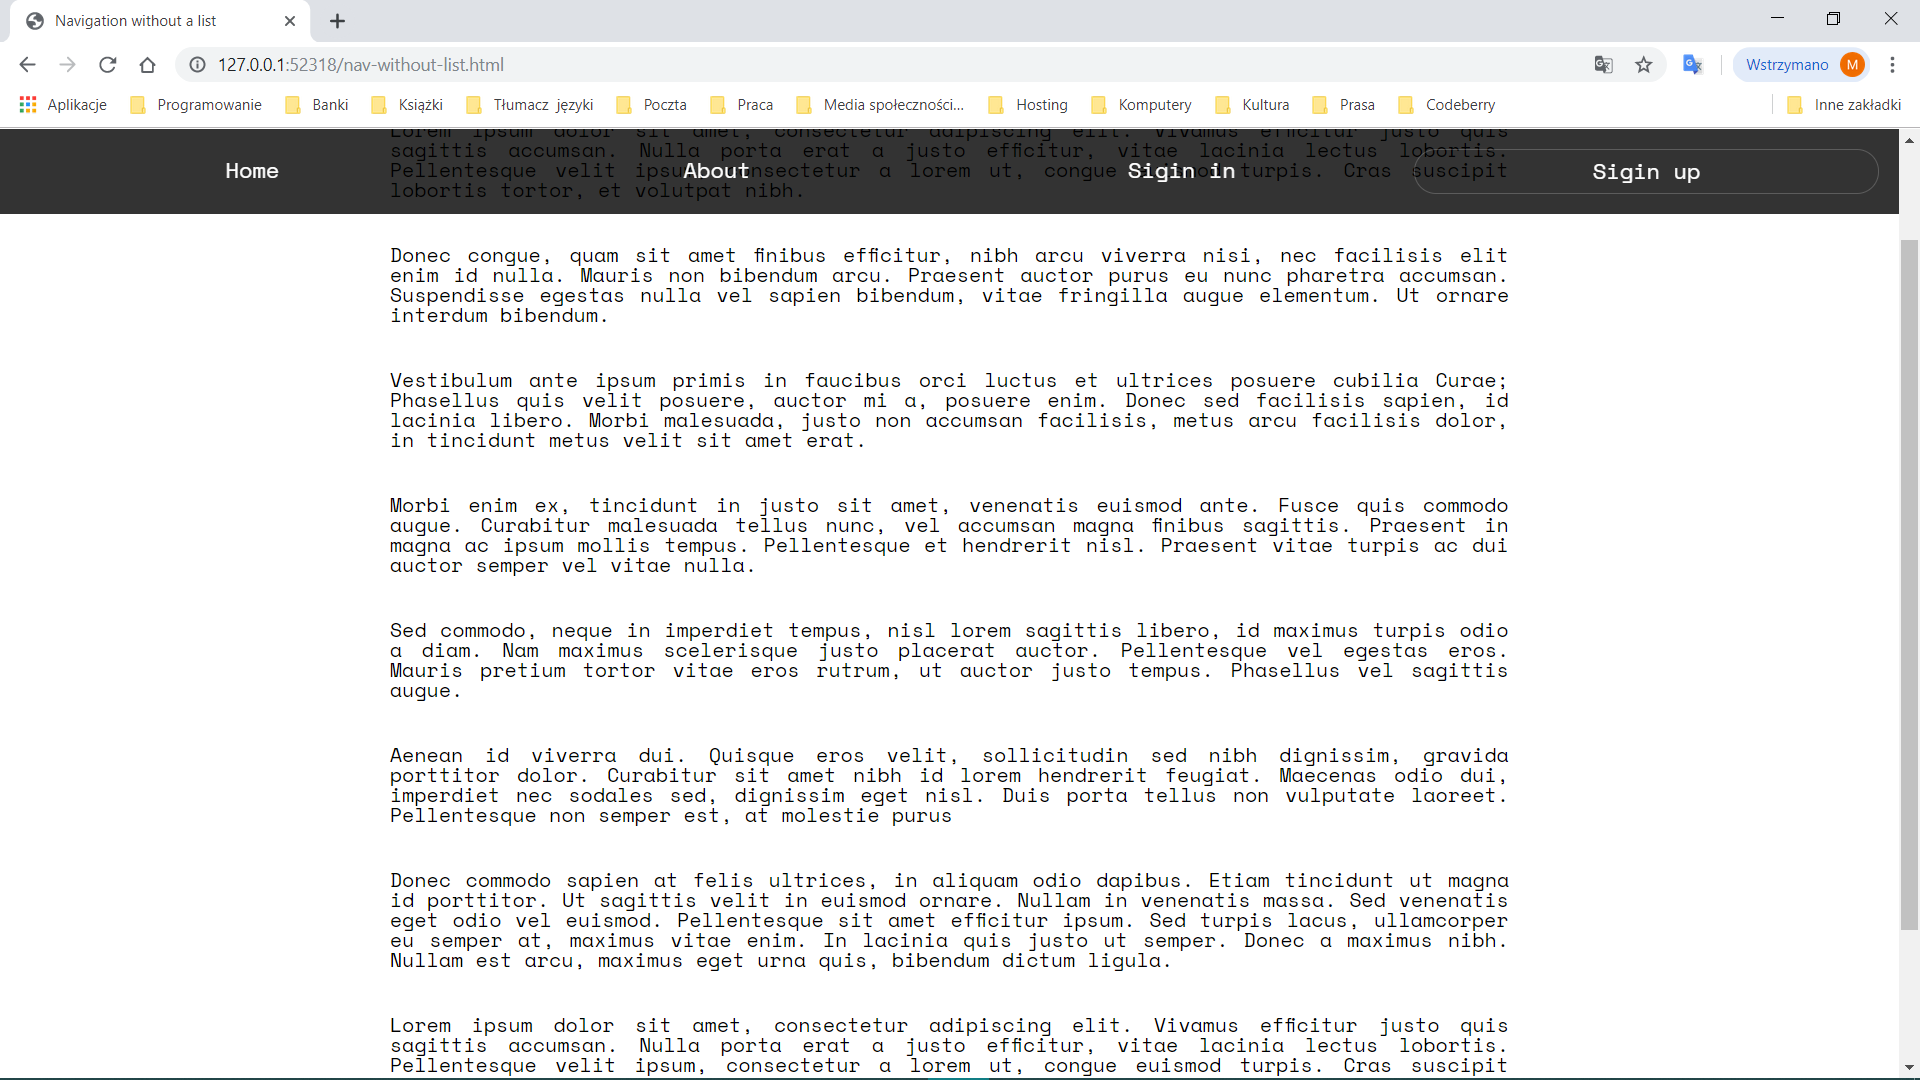 Navigation without a list
127.0.0.1:52318/nav-without-list.html
Wstrzymano M
Aplikacje Programowanie Banki Książki Tłumacz języki Poczta Praca Media społeczności... Hosting Komputery Kultura Prasa Codeberry Inne zakładki
Lorem ipsum dolor sit amet, consectetur adipiscing elit. Vivamus efficitur justo quis
sagittis accumsan. Nulla porta erat a justo efficitur, vitae lacinia lectus lobortis.
Home About Sigin in Sigin up
Pellentesque velit ipsum, consectetur a lorem ut, congue euismod turpis. Cras suscipit
lobortis tortor, et volutpat nibh.
Donec congue, quam sit amet finibus efficitur, nibh arcu viverra nisi, nec facilisis elit
enim id nulla. Mauris non bibendum arcu. Praesent auctor purus eu nunc pharetra accumsan.
Suspendisse egestas nulla vel sapien bibendum, vitae fringilla augue elementum. Ut ornare
interdum bibendum.
Vestibulum ante ipsum primis in faucibus orci luctus et ultrices posuere cubilia Curae;
Phasellus quis velit posuere, auctor mi a, posuere enim. Donec sed facilisis sapien, id
lacinia libero. Morbi malesuada, justo non accumsan facilisis, metus arcu facilisis dolor,
in tincidunt metus velit sit amet erat.
Morbi enim ex, tincidunt in justo sit amet, venenatis euismod ante. Fusce quis commodo
augue. Curabitur malesuada tellus nunc, vel accumsan magna finibus sagittis. Praesent in
magna ac ipsum mollis tempus. Pellentesque et hendrerit nisl. Praesent vitae turpis ac dui
auctor semper vel vitae nulla.
Sed commodo, neque in imperdiet tempus, nisl lorem sagittis libero, id maximus turpis odio
a diam. Nam maximus scelerisque justo placerat auctor. Pellentesque vel egestas eros.
Mauris pretium tortor vitae eros rutrum, ut auctor justo tempus. Phasellus vel sagittis
augue.
Aenean id viverra dui. Quisque eros velit, sollicitudin sed nibh dignissim, gravida
porttitor dolor. Curabitur sit amet nibh id lorem hendrerit feugiat. Maecenas odio dui,
imperdiet nec sodales sed, dignissim eget nisl. Duis porta tellus non vulputate laoreet.
Pellentesque non semper est, at molestie purus
Donec commodo sapien at felis ultrices, in aliquam odio dapibus. Etiam tincidunt ut magna
id porttitor. Ut sagittis velit in euismod ornare. Nullam in venenatis massa. Sed venenatis
eget odio vel euismod. Pellentesque sit amet efficitur ipsum. Sed turpis lacus, ullamcorper
eu semper at, maximus vitae enim. In lacinia quis justo ut semper. Donec a maximus nibh.
Nullam est arcu, maximus eget urna quis, bibendum dictum ligula.
Lorem ipsum dolor sit amet, consectetur adipiscing elit. Vivamus efficitur justo quis
sagittis accumsan. Nulla porta erat a justo efficitur, vitae lacinia lectus lobortis.
Pellentesque velit ipsum, consectetur a lorem ut, congue euismod turpis. Cras suscipit